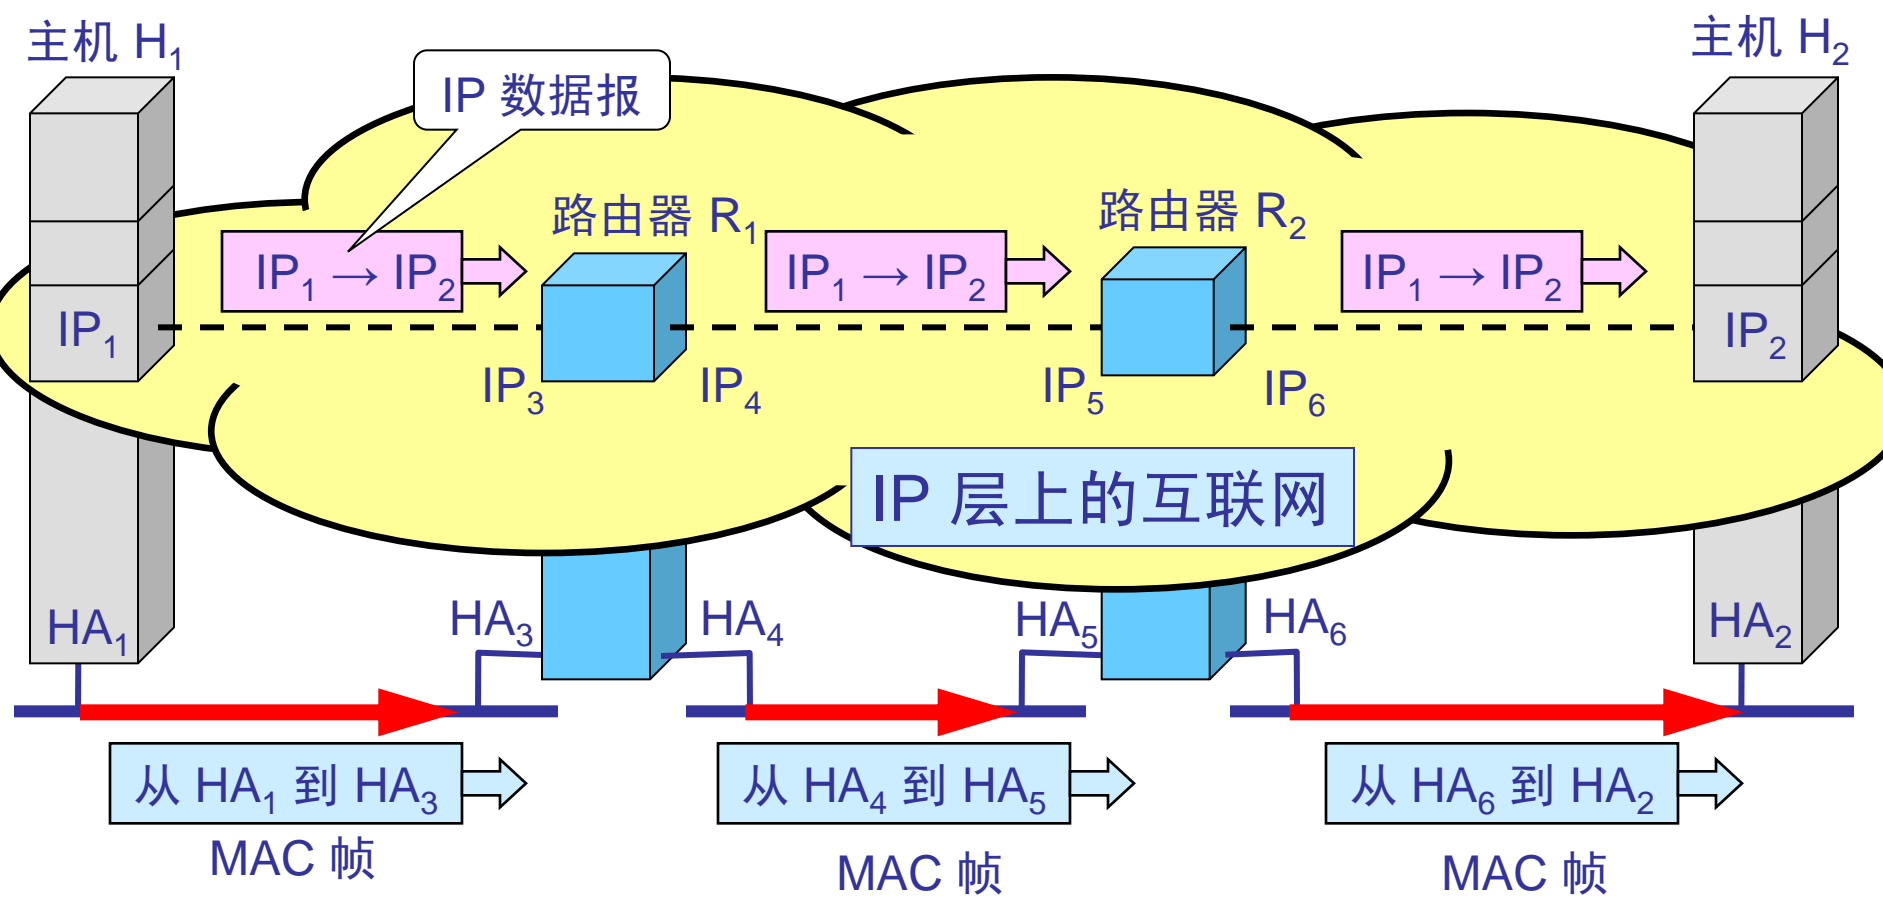 主机 H₁
主机 H₂
IP 数据报
路由器 R₁
路由器 R₂
IP₁ → IP₂
IP₁ → IP₂
IP₁ → IP₂
IP₁
IP₂
IP₃
IP₄
IP₅
IP₆
IP 层上的互联网
HA₁
HA₃
HA₄
HA₅
HA₆
HA₂
从 HA₁ 到 HA₃
从 HA₄ 到 HA₅
从 HA₆ 到 HA₂
MAC 帧
MAC 帧
MAC 帧